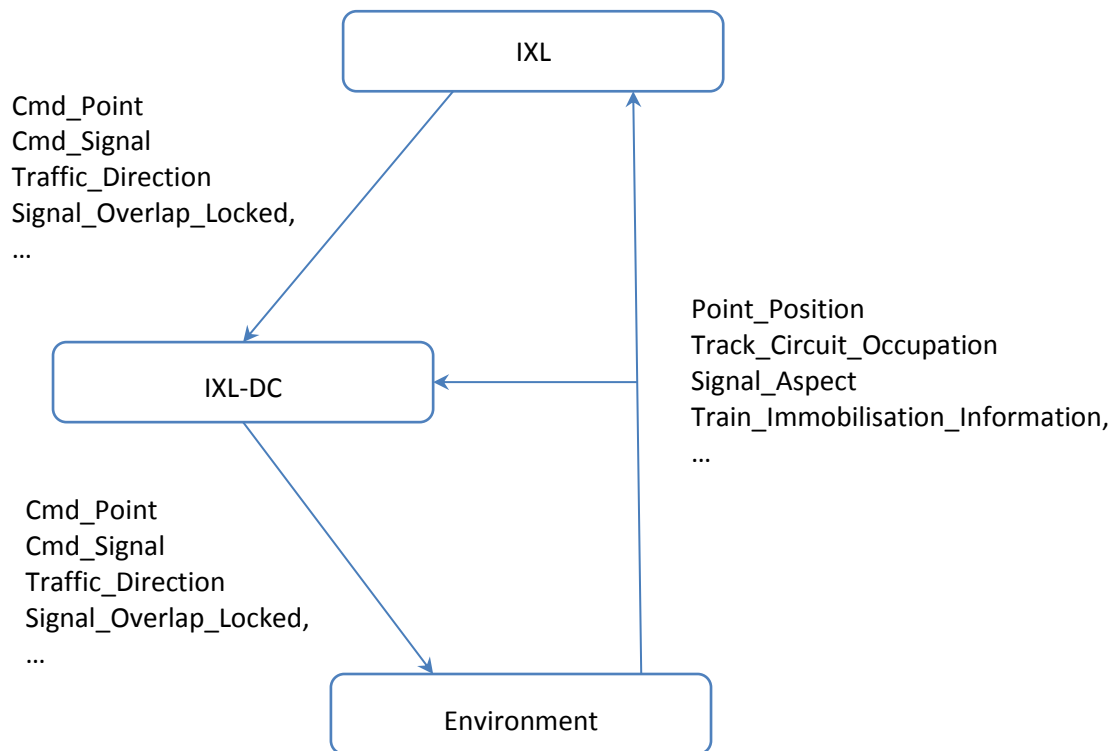 IXL
Cmd_Point
Cmd_Signal
Traffic_Direction
Signal_Overlap_Locked,
…
Point_Position
Track_Circuit_Occupation
Signal_Aspect
Train_Immobilisation_Information,
…
IXL-DC
Cmd_Point
Cmd_Signal
Traffic_Direction
Signal_Overlap_Locked,
…
Environment